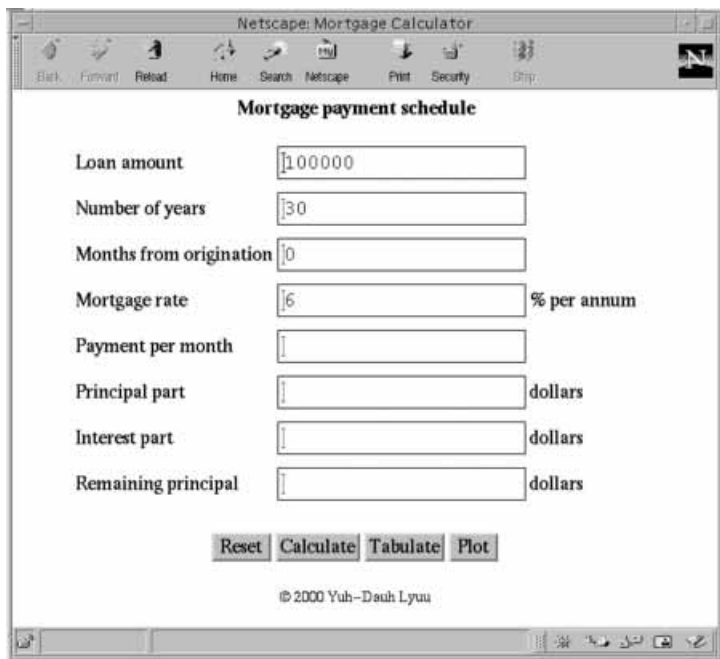 Netscape: Mortgage Calculator
Back Forward Reload Home Search Netscape Print Security Stop
My
N
Mortgage payment schedule
Loan amount 100000
Number of years 30
Months from origination 0
Mortgage rate 6 % per annum
Payment per month
Principal part dollars
Interest part dollars
Remaining principal dollars
Reset Calculate Tabulate Plot
© 2000 Yuh-Dauh Lyuu